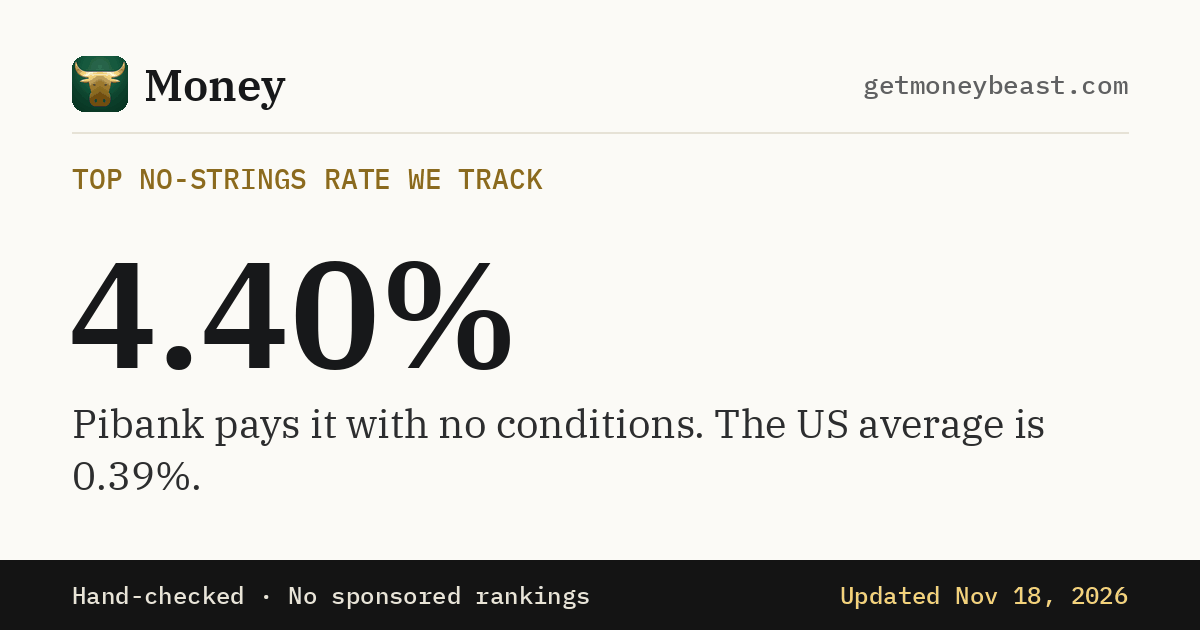 Money
getmoneybeast.com
TOP NO-STRINGS RATE WE TRACK
4.40%
Pibank pays it with no conditions. The US average is
0.39%.
Hand-checked · No sponsored rankings
Updated Nov 18, 2026